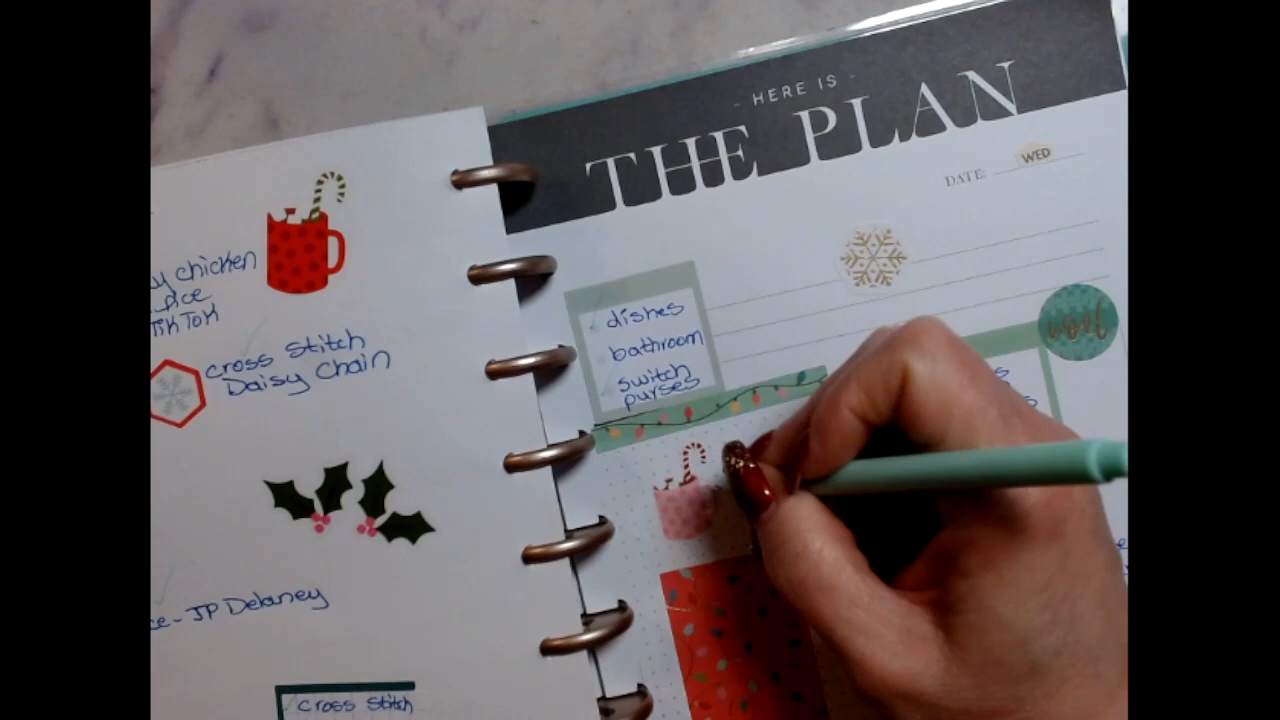 chicken
TikTok
cross stitch
Daisy Chain
- JP Delaney
cross stitch
- HERE IS -
THE PLAN
DATE: WED
dishes
bathroom
switch
purses
noel